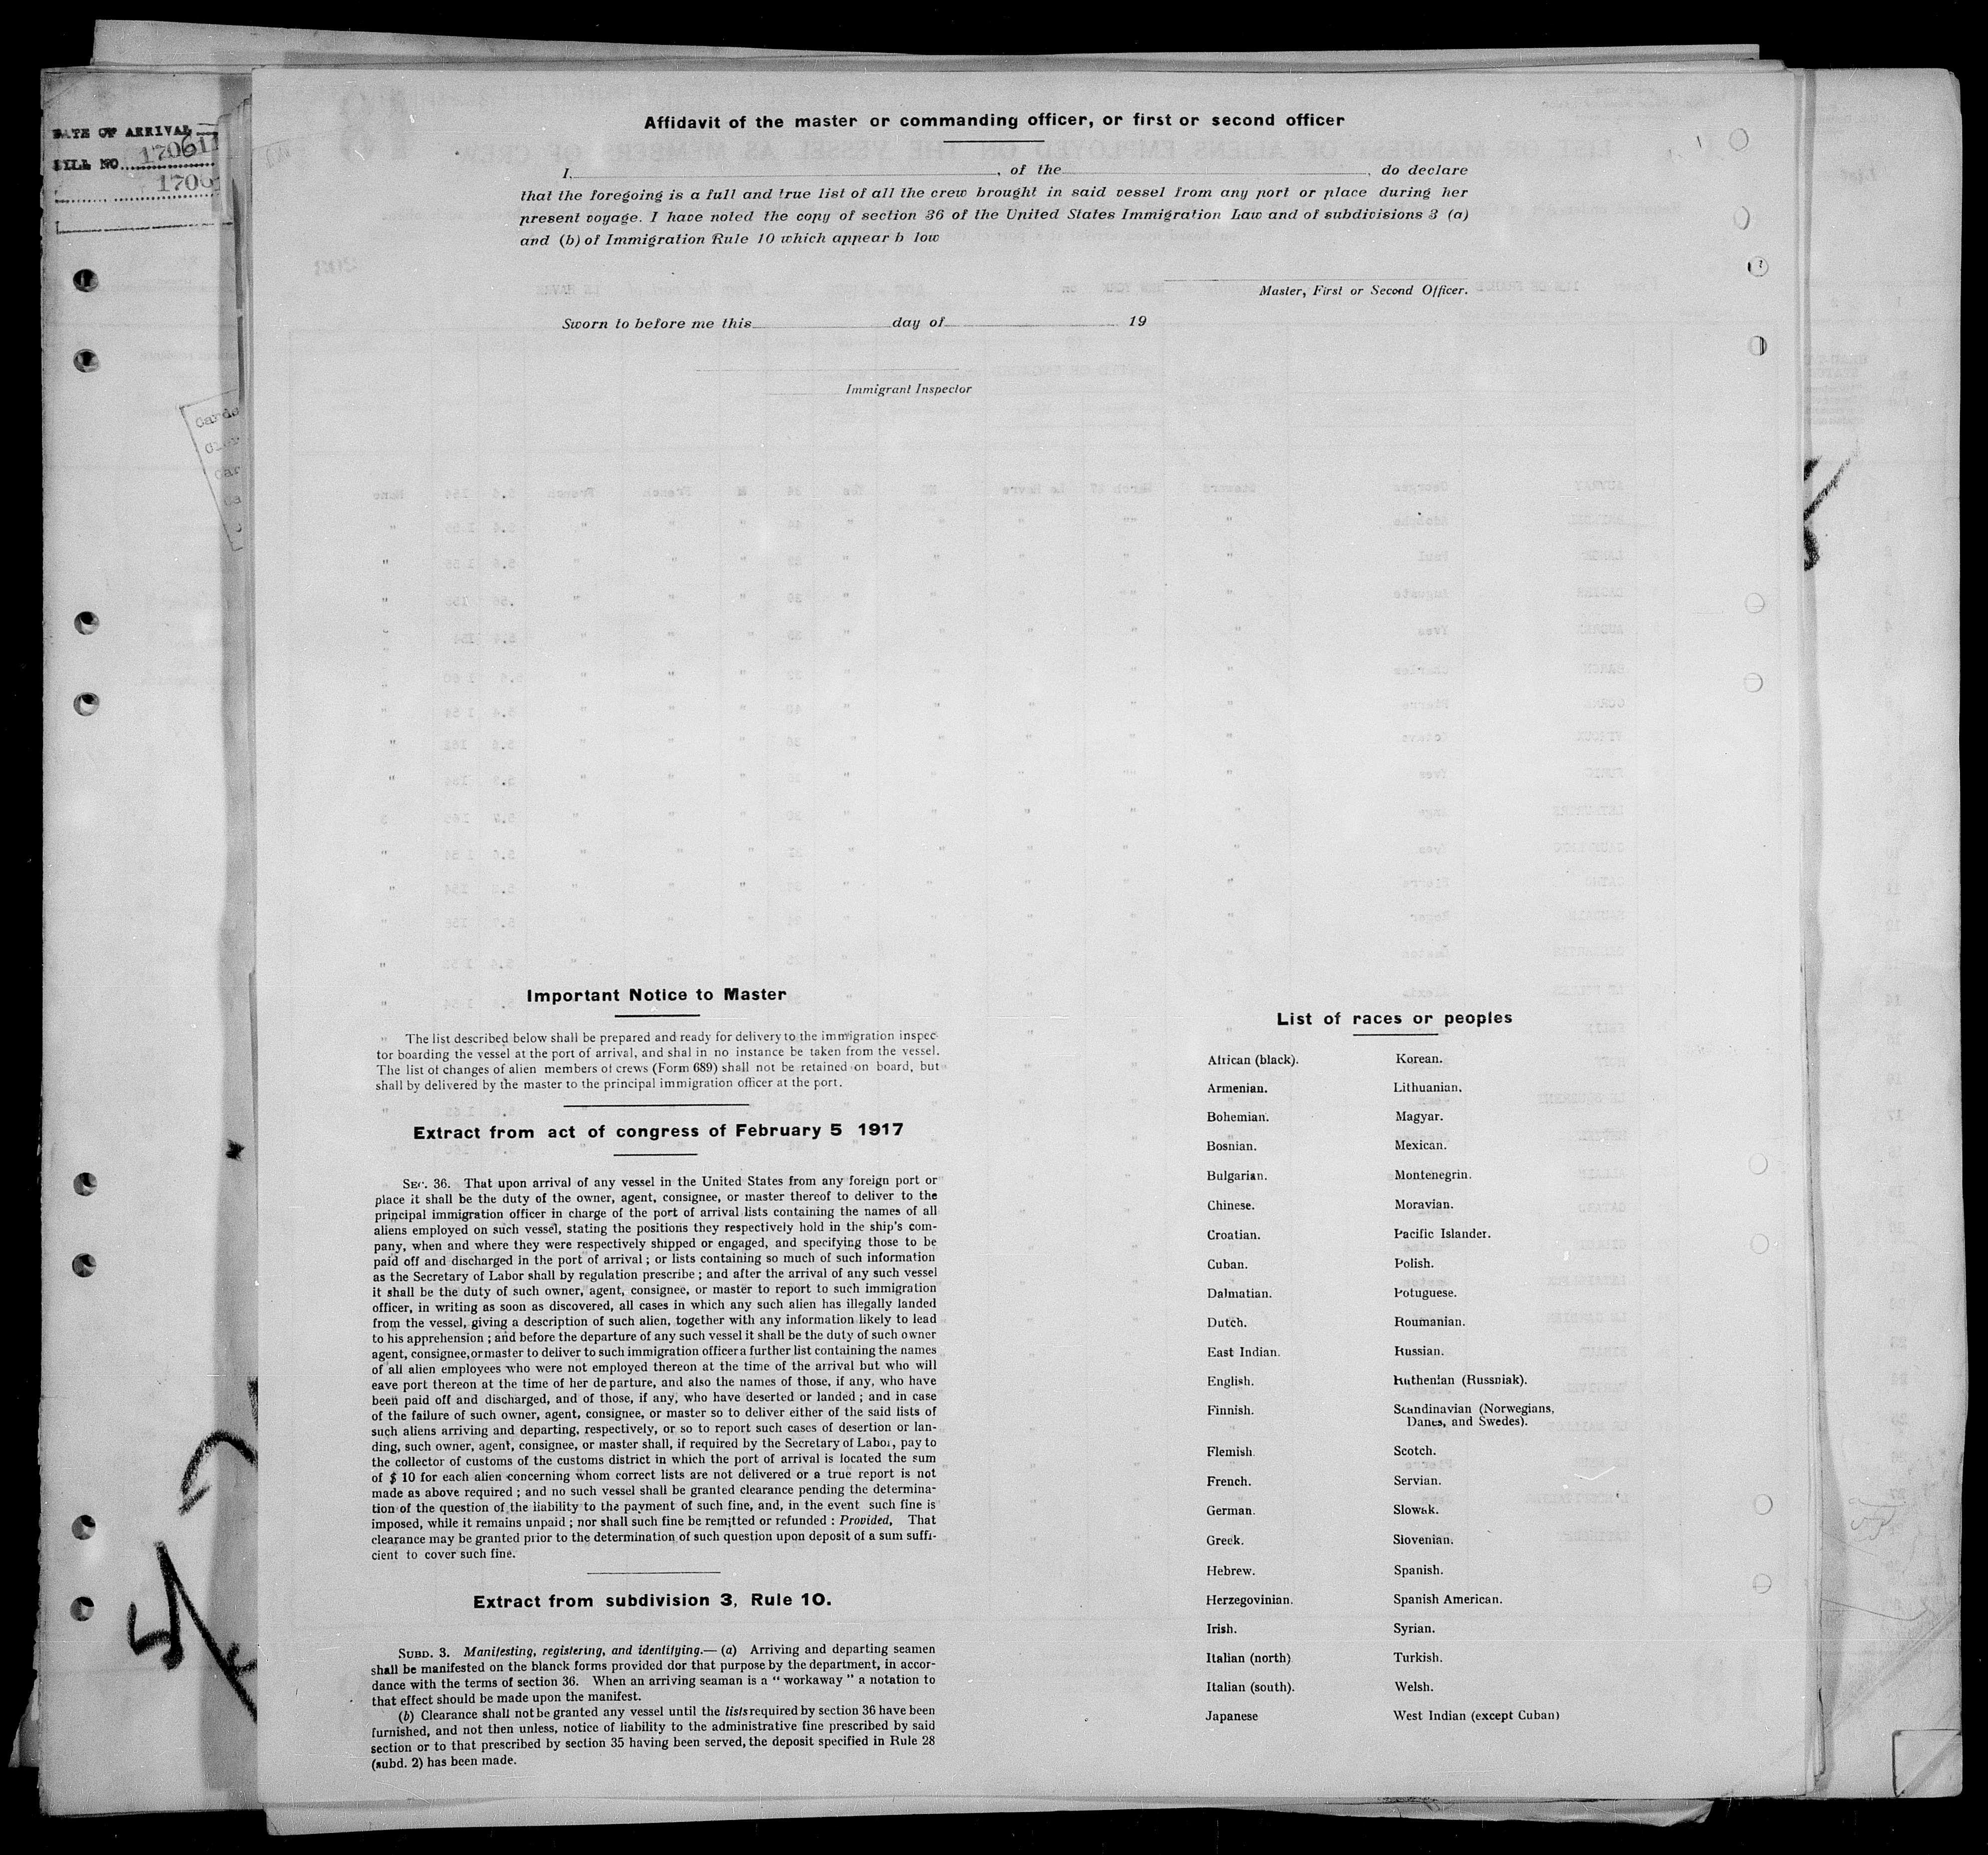 DATE OF ARRIVAL
BILL NO. 170611
Affidavit of the master or commanding officer, or first or second officer
I, , of the , do declare
that the foregoing is a full and true list of all the crew brought in said vessel from any port or place during her
present voyage. I have noted the copy of section 36 of the United States Immigration Law and of subdivisions 3 (a)
and (b) of Immigration Rule 10 which appear b low
Master, First or Second Officer.
Sworn to before me this day of 19
Immigrant Inspector
Important Notice to Master
The list described below shall be prepared and ready for delivery to the immigration inspec-
tor boarding the vessel at the port of arrival, and shal in no instance be taken from the vessel.
The list of changes of alien members of crews (Form 689) shall not be retained on board, but
shall by delivered by the master to the principal immigration officer at the port.
Extract from act of congress of February 5 1917
SEC. 36. That upon arrival of any vessel in the United States from any foreign port or
place it shall be the duty of the owner, agent, consignee, or master thereof to deliver to the
principal immigration officer in charge of the port of arrival lists containing the names of all
aliens employed on such vessel, stating the positions they respectively hold in the ship's com-
pany, when and where they were respectively shipped or engaged, and specifying those to be
paid off and discharged in the port of arrival ; or lists containing so much of such information
as the Secretary of Labor shall by regulation prescribe ; and after the arrival of any such vessel
it shall be the duty of such owner, agent, consignee, or master to report to such immigration
officer, in writing as soon as discovered, all cases in which any such alien has illegally landed
from the vessel, giving a description of such alien, together with any information likely to lead
to his apprehension ; and before the departure of any such vessel it shall be the duty of such owner
agent, consignee, or master to deliver to such immigration officer a further list containing the names
of all alien employees who were not employed thereon at the time of the arrival but who will
eave port thereon at the time of her departure, and also the names of those, if any, who have
been paid off and discharged, and of those, if any, who have deserted or landed ; and in case
of the failure of such owner, agent, consignee, or master so to deliver either of the said lists of
such aliens arriving and departing, respectively, or so to report such cases of desertion or lan-
ding, such owner, agent, consignee, or master shall, if required by the Secretary of Labor, pay to
the collector of customs of the customs district in which the port of arrival is located the sum
of $ 10 for each alien concerning whom correct lists are not delivered or a true report is not
made as above required ; and no such vessel shall be granted clearance pending the determina-
tion of the question of the liability to the payment of such fine, and, in the event such fine is
imposed, while it remains unpaid ; nor shall such fine be remitted or refunded : Provided, That
clearance may be granted prior to the determination of such question upon deposit of a sum suffi-
cient to cover such fine.
Extract from subdivision 3, Rule 10.
SUBD. 3. Manifesting, registering, and identifying.— (a) Arriving and departing seamen
shall be manifested on the blanck forms provided dor that purpose by the department, in accor-
dance with the terms of section 36. When an arriving seaman is a “ workaway ” a notation to
that effect should be made upon the manifest.
(b) Clearance shall not be granted any vessel until the lists required by section 36 have been
furnished, and not then unless, notice of liability to the administrative fine prescribed by said
section or to that prescribed by section 35 having been served, the deposit specified in Rule 28
(subd. 2) has been made.
List of races or peoples
African (black).
Armenian.
Bohemian.
Bosnian.
Bulgarian.
Chinese.
Croatian.
Cuban.
Dalmatian.
Dutch.
East Indian.
English.
Finnish.
Flemish
French.
German.
Greek.
Hebrew.
Herzegovinian.
Irish.
Italian (north)
Italian (south).
Japanese
Korean.
Lithuanian.
Magyar.
Mexican.
Montenegrin.
Moravian.
Pacific Islander.
Polish.
Potuguese.
Roumanian.
Russian.
Ruthenian (Russniak).
Scandinavian (Norwegians,
Danes, and Swedes).
Scotch.
Servian.
Slowak.
Slovenian.
Spanish.
Spanish American.
Syrian.
Turkish.
Welsh.
West Indian (except Cuban)